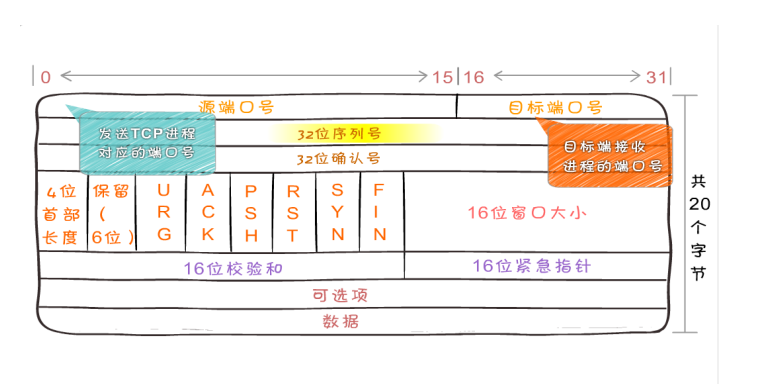 0 15 16 31
源端口号 目标端口号
发送TCP进程
对应的端口号
目标端接收
进程的端口号
32位序列号
32位确认号
4位
首部
长度
保留
(
6位)
URG
ACK
PSH
RST
SYN
FIN
16位窗口大小
16位校验和 16位紧急指针
可选项
数据
共
20
个
字
节